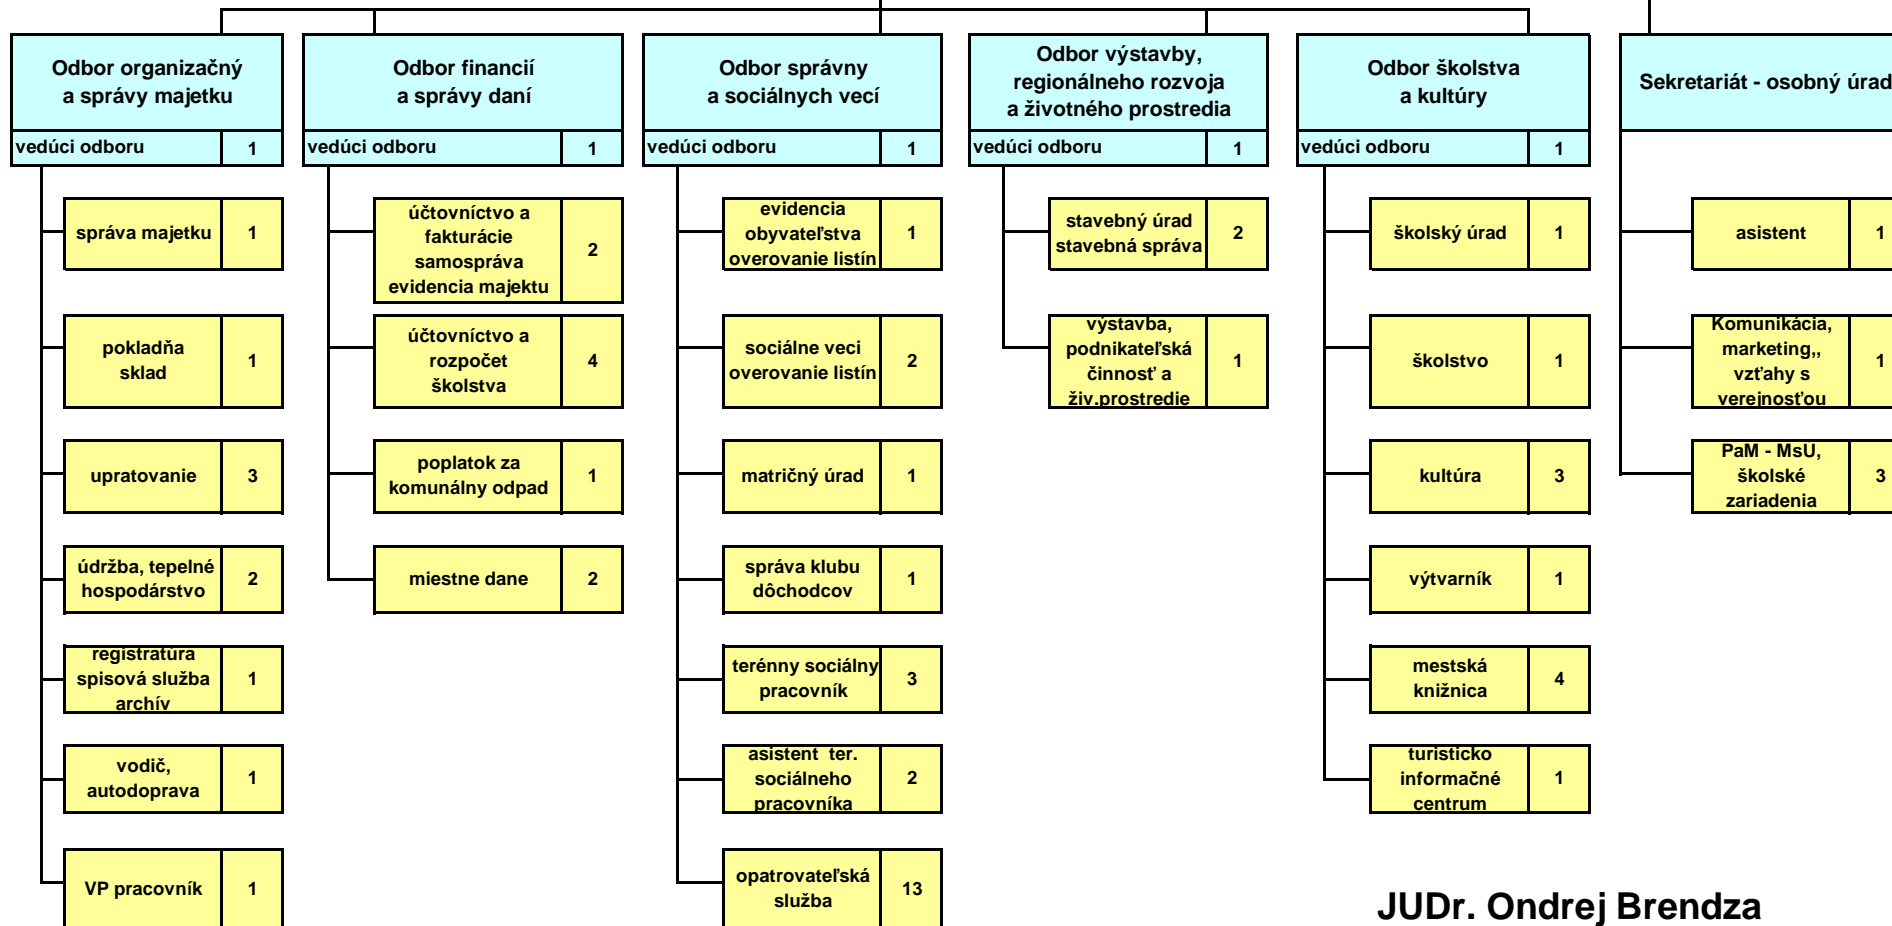 Odbor organizačný
a správy majetku
vedúci odboru 1
správa majetku 1
pokladňa
sklad
1
upratovanie 3
údržba, tepelné
hospodárstvo
2
registratúra
spisová služba
archív
1
vodič,
autodoprava
1
VP pracovník 1
Odbor financií
a správy daní
vedúci odboru 1
účtovníctvo a
fakturácie
samospráva
evidencia majektu
2
účtovníctvo a
rozpočet
školstva
4
poplatok za
komunálny odpad
1
miestne dane 2
Odbor správny
a sociálnych vecí
vedúci odboru 1
evidencia
obyvateľstva
overovanie listín
1
sociálne veci
overovanie listín
2
matričný úrad 1
správa klubu
dôchodcov
1
terénny sociálny
pracovník
3
asistent  ter.
sociálneho
pracovníka
2
opatrovateľská
služba
13
Odbor výstavby,
regionálneho rozvoja
a životného prostredia
vedúci odboru 1
stavebný úrad
stavebná správa
2
výstavba,
podnikateľská
činnosť a
živ.prostredie
1
Odbor školstva
a kultúry
vedúci odboru 1
školský úrad 1
školstvo 1
kultúra 3
výtvarník 1
mestská
knižnica
4
turisticko
informačné
centrum
1
Sekretariát - osobný úrad
asistent 1
Komunikácia,
marketing,,
vzťahy s
verejnosťou
1
PaM - MsU,
školské
zariadenia
3
JUDr. Ondrej Brendza